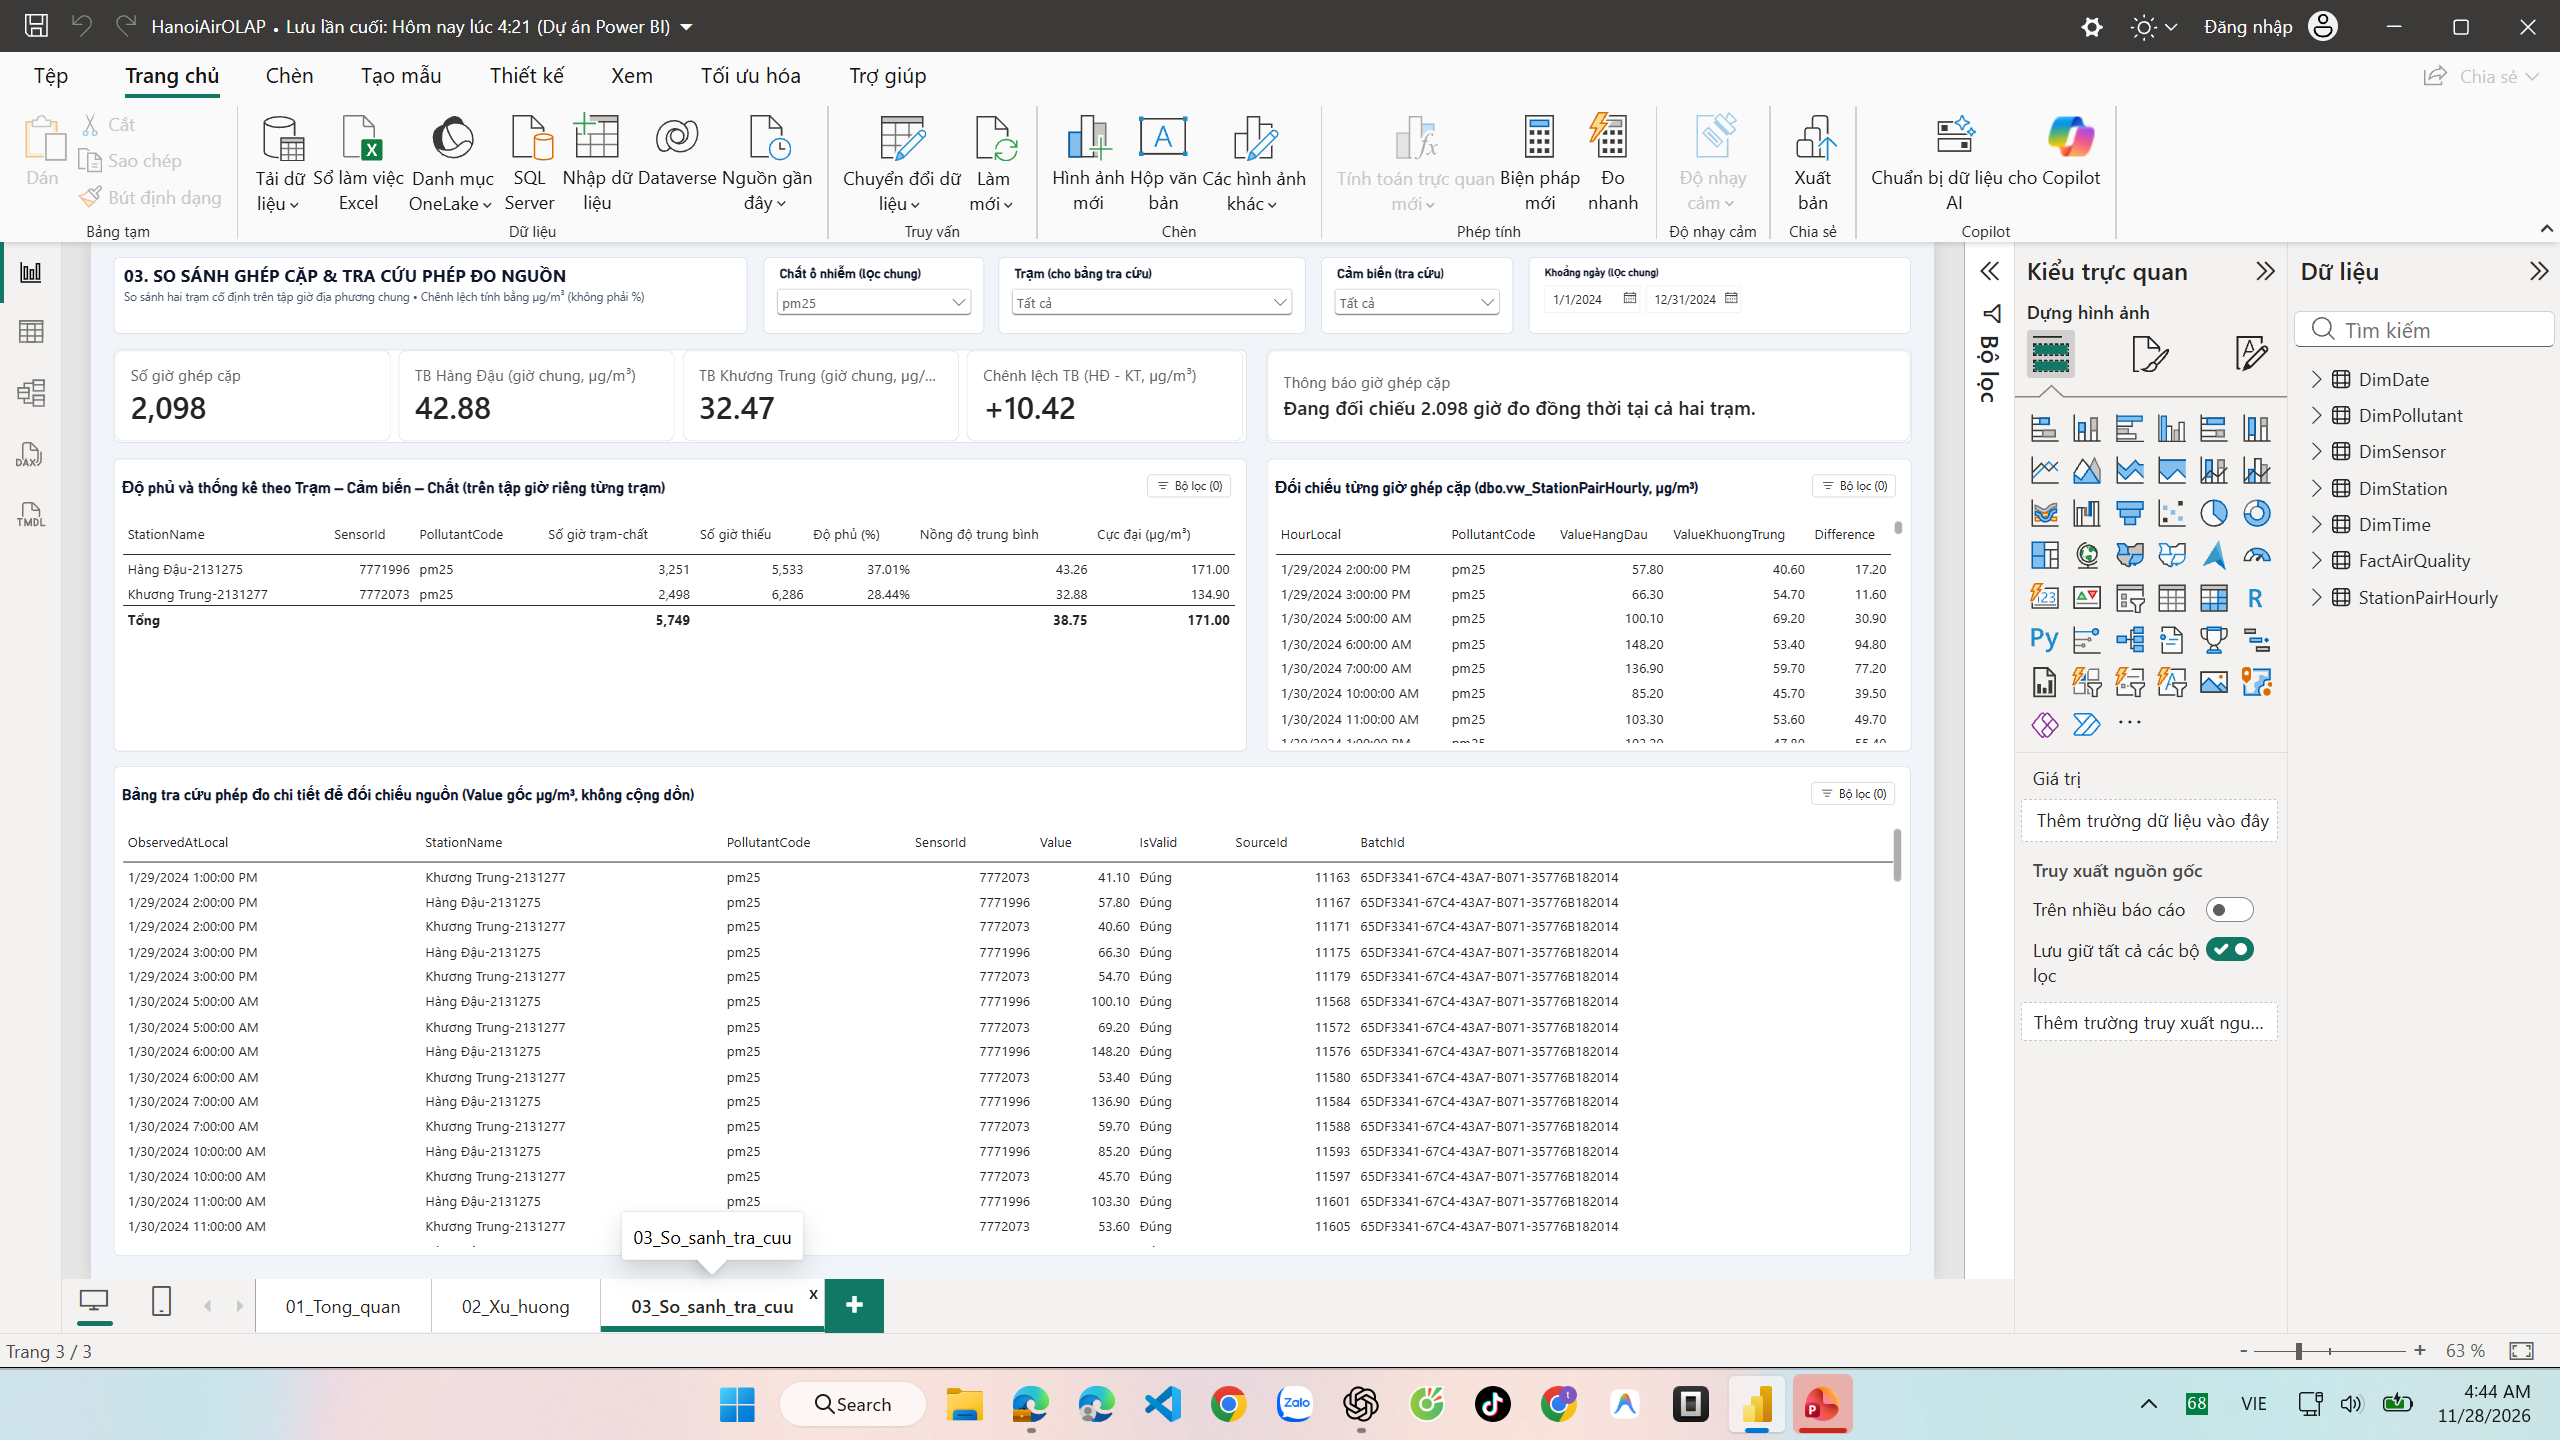 HanoiAirOLAP • Lưu lần cuối: Hôm nay lúc 4:21 (Dự án Power BI)
Đăng nhập
Tệp
Trang chủ
Chèn
Tạo mẫu
Thiết kế
Xem
Tối ưu hóa
Trợ giúp
Chia sẻ
Dán
Cắt
Sao chép
Bút định dạng
Bảng tạm
Tải dữ liệu
Sổ làm việc Excel
Danh mục OneLake
SQL Server
Nhập dữ liệu
Dataverse
Nguồn gần đây
Dữ liệu
Chuyển đổi dữ liệu
Làm mới
Truy vấn
Hình ảnh mới
Hộp văn bản
Các hình ảnh khác
Chèn
Tính toán trực quan mới
Biện pháp mới
Đo nhanh
Phép tính
Độ nhạy cảm
Độ nhạy cảm
Xuất bản
Chia sẻ
Chuẩn bị dữ liệu cho AI
Copilot
Copilot
DAX
TMDL
03. SO SÁNH GHÉP CẶP & TRA CỨU PHÉP ĐO NGUỒN
So sánh hai trạm cố định trên tập giờ địa phương chung • Chênh lệch tính bằng µg/m³ (không phải %)
Chất ô nhiễm (lọc chung)
pm25
Trạm (cho bảng tra cứu)
Tất cả
Cảm biến (tra cứu)
Tất cả
Khoảng ngày (lọc chung)
1/1/2024
12/31/2024
Số giờ ghép cặp
2,098
TB Hàng Đậu (giờ chung, µg/m³)
42.88
TB Khương Trung (giờ chung, µg/...
32.47
Chênh lệch TB (HĐ - KT, µg/m³)
+10.42
Thông báo giờ ghép cặp
Đang đối chiếu 2.098 giờ đo đồng thời tại cả hai trạm.
Độ phủ và thống kê theo Trạm – Cảm biến – Chất (trên tập giờ riêng từng trạm)
Bộ lọc (0)
StationName SensorId PollutantCode Số giờ trạm-chất Số giờ thiếu Độ phủ (%) Nồng độ trung bình Cực đại (µg/m³)
Hàng Đậu-2131275 7771996 pm25 3,251 5,533 37.01% 43.26 171.00
Khương Trung-2131277 7772073 pm25 2,498 6,286 28.44% 32.88 134.90
Tổng 5,749 38.75 171.00
Đối chiếu từng giờ ghép cặp (dbo.vw_StationPairHourly, µg/m³)
Bộ lọc (0)
HourLocal PollutantCode ValueHangDau ValueKhuongTrung Difference
1/29/2024 2:00:00 PM pm25 57.80 40.60 17.20
1/29/2024 3:00:00 PM pm25 66.30 54.70 11.60
1/30/2024 5:00:00 AM pm25 100.10 69.20 30.90
1/30/2024 6:00:00 AM pm25 148.20 53.40 94.80
1/30/2024 7:00:00 AM pm25 136.90 59.70 77.20
1/30/2024 10:00:00 AM pm25 85.20 45.70 39.50
1/30/2024 11:00:00 AM pm25 103.30 53.60 49.70
Bảng tra cứu phép đo chi tiết để đối chiếu nguồn (Value gốc µg/m³, không cộng dồn)
Bộ lọc (0)
ObservedAtLocal StationName PollutantCode SensorId Value IsValid SourceId BatchId
1/29/2024 1:00:00 PM Khương Trung-2131277 pm25 7772073 41.10 Đúng 11163 65DF3341-67C4-43A7-B071-35776B182014
1/29/2024 2:00:00 PM Hàng Đậu-2131275 pm25 7771996 57.80 Đúng 11167 65DF3341-67C4-43A7-B071-35776B182014
1/29/2024 2:00:00 PM Khương Trung-2131277 pm25 7772073 40.60 Đúng 11171 65DF3341-67C4-43A7-B071-35776B182014
1/29/2024 3:00:00 PM Hàng Đậu-2131275 pm25 7771996 66.30 Đúng 11175 65DF3341-67C4-43A7-B071-35776B182014
1/29/2024 3:00:00 PM Khương Trung-2131277 pm25 7772073 54.70 Đúng 11179 65DF3341-67C4-43A7-B071-35776B182014
1/30/2024 5:00:00 AM Hàng Đậu-2131275 pm25 7771996 100.10 Đúng 11568 65DF3341-67C4-43A7-B071-35776B182014
1/30/2024 5:00:00 AM Khương Trung-2131277 pm25 7772073 69.20 Đúng 11572 65DF3341-67C4-43A7-B071-35776B182014
1/30/2024 6:00:00 AM Hàng Đậu-2131275 pm25 7771996 148.20 Đúng 11576 65DF3341-67C4-43A7-B071-35776B182014
1/30/2024 6:00:00 AM Khương Trung-2131277 pm25 7772073 53.40 Đúng 11580 65DF3341-67C4-43A7-B071-35776B182014
1/30/2024 7:00:00 AM Hàng Đậu-2131275 pm25 7771996 136.90 Đúng 11584 65DF3341-67C4-43A7-B071-35776B182014
1/30/2024 7:00:00 AM Khương Trung-2131277 pm25 7772073 59.70 Đúng 11588 65DF3341-67C4-43A7-B071-35776B182014
1/30/2024 10:00:00 AM Hàng Đậu-2131275 pm25 7771996 85.20 Đúng 11593 65DF3341-67C4-43A7-B071-35776B182014
1/30/2024 10:00:00 AM Khương Trung-2131277 pm25 7772073 45.70 Đúng 11597 65DF3341-67C4-43A7-B071-35776B182014
1/30/2024 11:00:00 AM Hàng Đậu-2131275 pm25 7771996 103.30 Đúng 11601 65DF3341-67C4-43A7-B071-35776B182014
1/30/2024 11:00:00 AM Khương Trung-2131277 7772073 53.60 Đúng 11605 65DF3341-67C4-43A7-B071-35776B182014
03_So_sanh_tra_cuu
01_Tong_quan
02_Xu_huong
03_So_sanh_tra_cuu
x
Bộ lọc
Kiểu trực quan
Dựng hình ảnh
123
R
Py
Giá trị
Thêm trường dữ liệu vào đây
Truy xuất nguồn gốc
Trên nhiều báo cáo
Lưu giữ tất cả các bộ lọc
Thêm trường truy xuất ngu...
Dữ liệu
Tìm kiếm
DimDate
DimPollutant
DimSensor
DimStation
DimTime
FactAirQuality
StationPairHourly
Trang 3 / 3
63 %
Search
Zalo
68
VIE
4:44 AM
11/28/2026